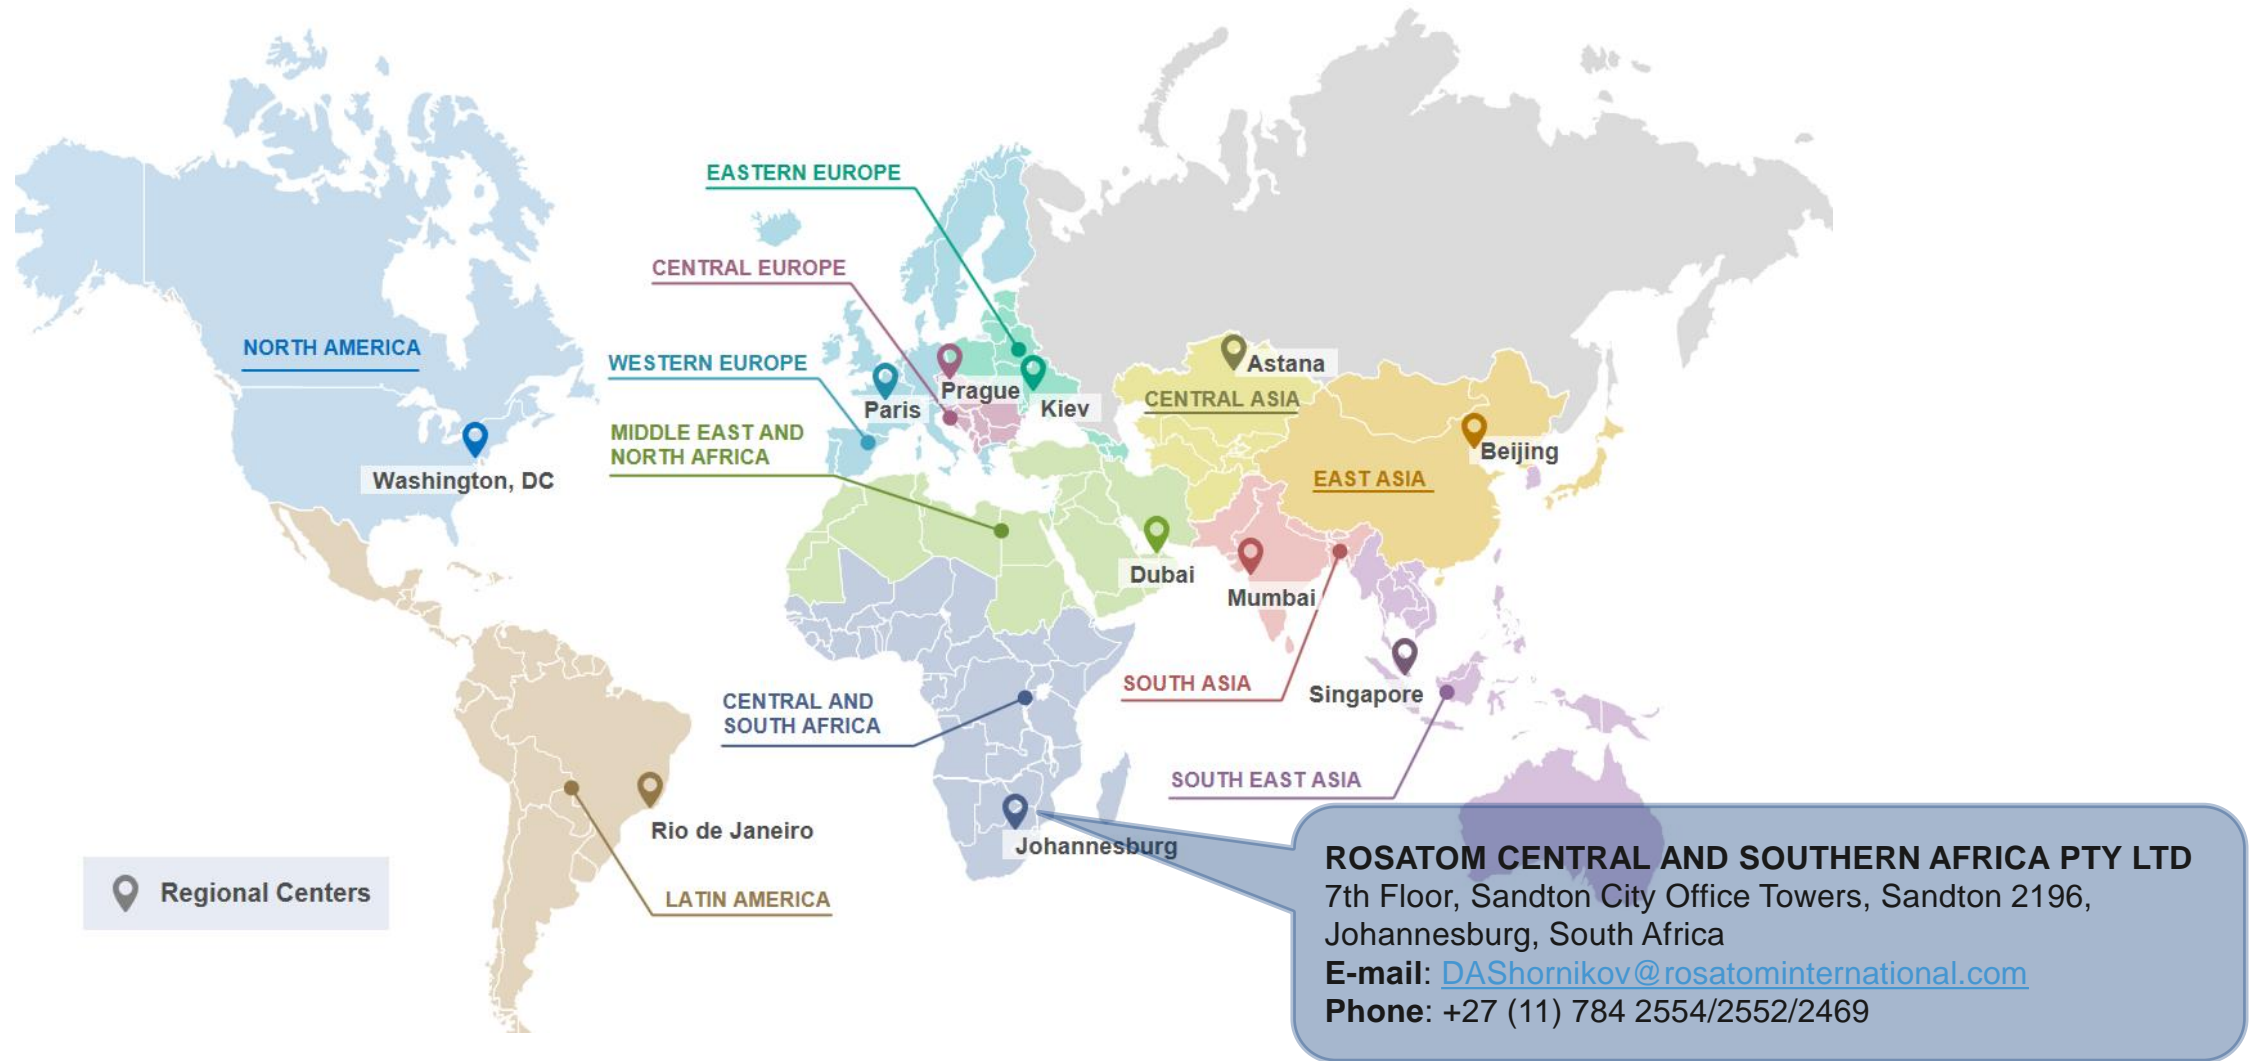 EASTERN EUROPE
CENTRAL EUROPE
NORTH AMERICA
WESTERN EUROPE
Astana
Prague
Paris
Kiev
CENTRAL ASIA
MIDDLE EAST AND
NORTH AFRICA
Beijing
Washington, DC
EAST ASIA
Dubai
Mumbai
SOUTH ASIA
Singapore
CENTRAL AND
SOUTH AFRICA
SOUTH EAST ASIA
Rio de Janeiro
Johannesburg
Regional Centers
LATIN AMERICA
ROSATOM CENTRAL AND SOUTHERN AFRICA PTY LTD
7th Floor, Sandton City Office Towers, Sandton 2196,
Johannesburg, South Africa
E-mail: DAShornikov@rosatominternational.com
Phone: +27 (11) 784 2554/2552/2469